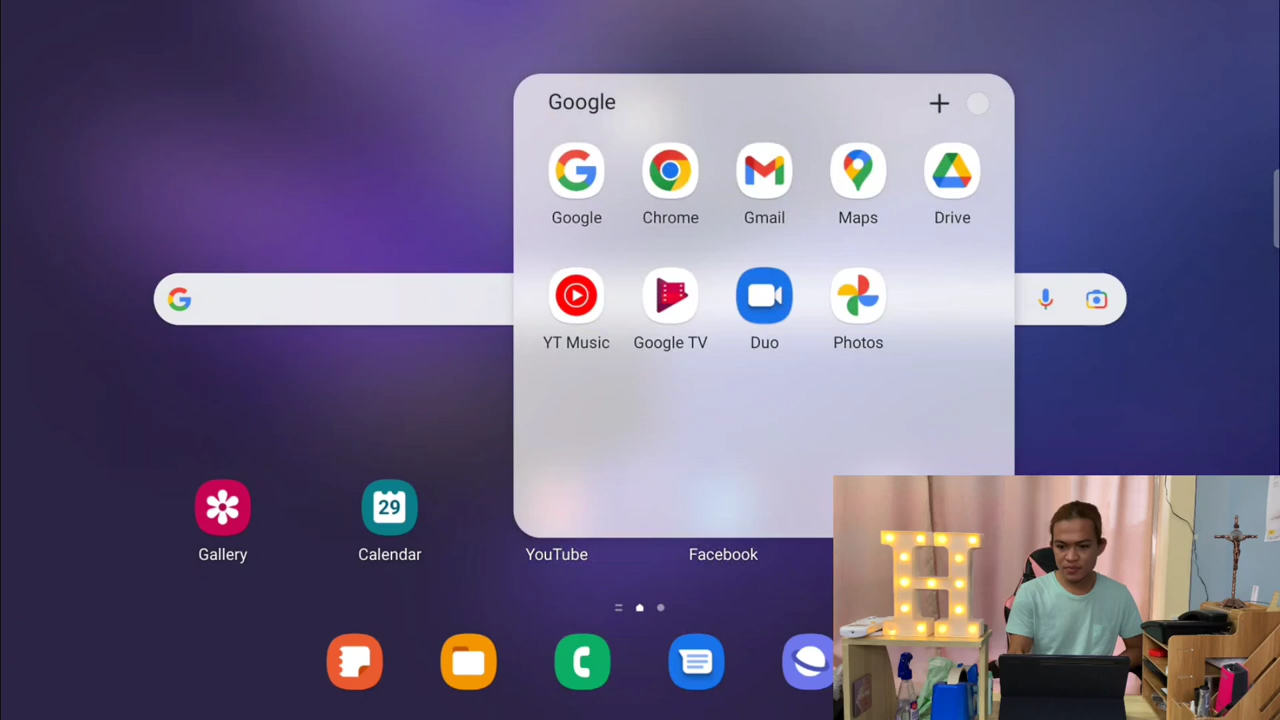 Google
Google Chrome Gmail Maps Drive
YT Music Google TV Duo Photos
29
Gallery Calendar YouTube Facebook
H